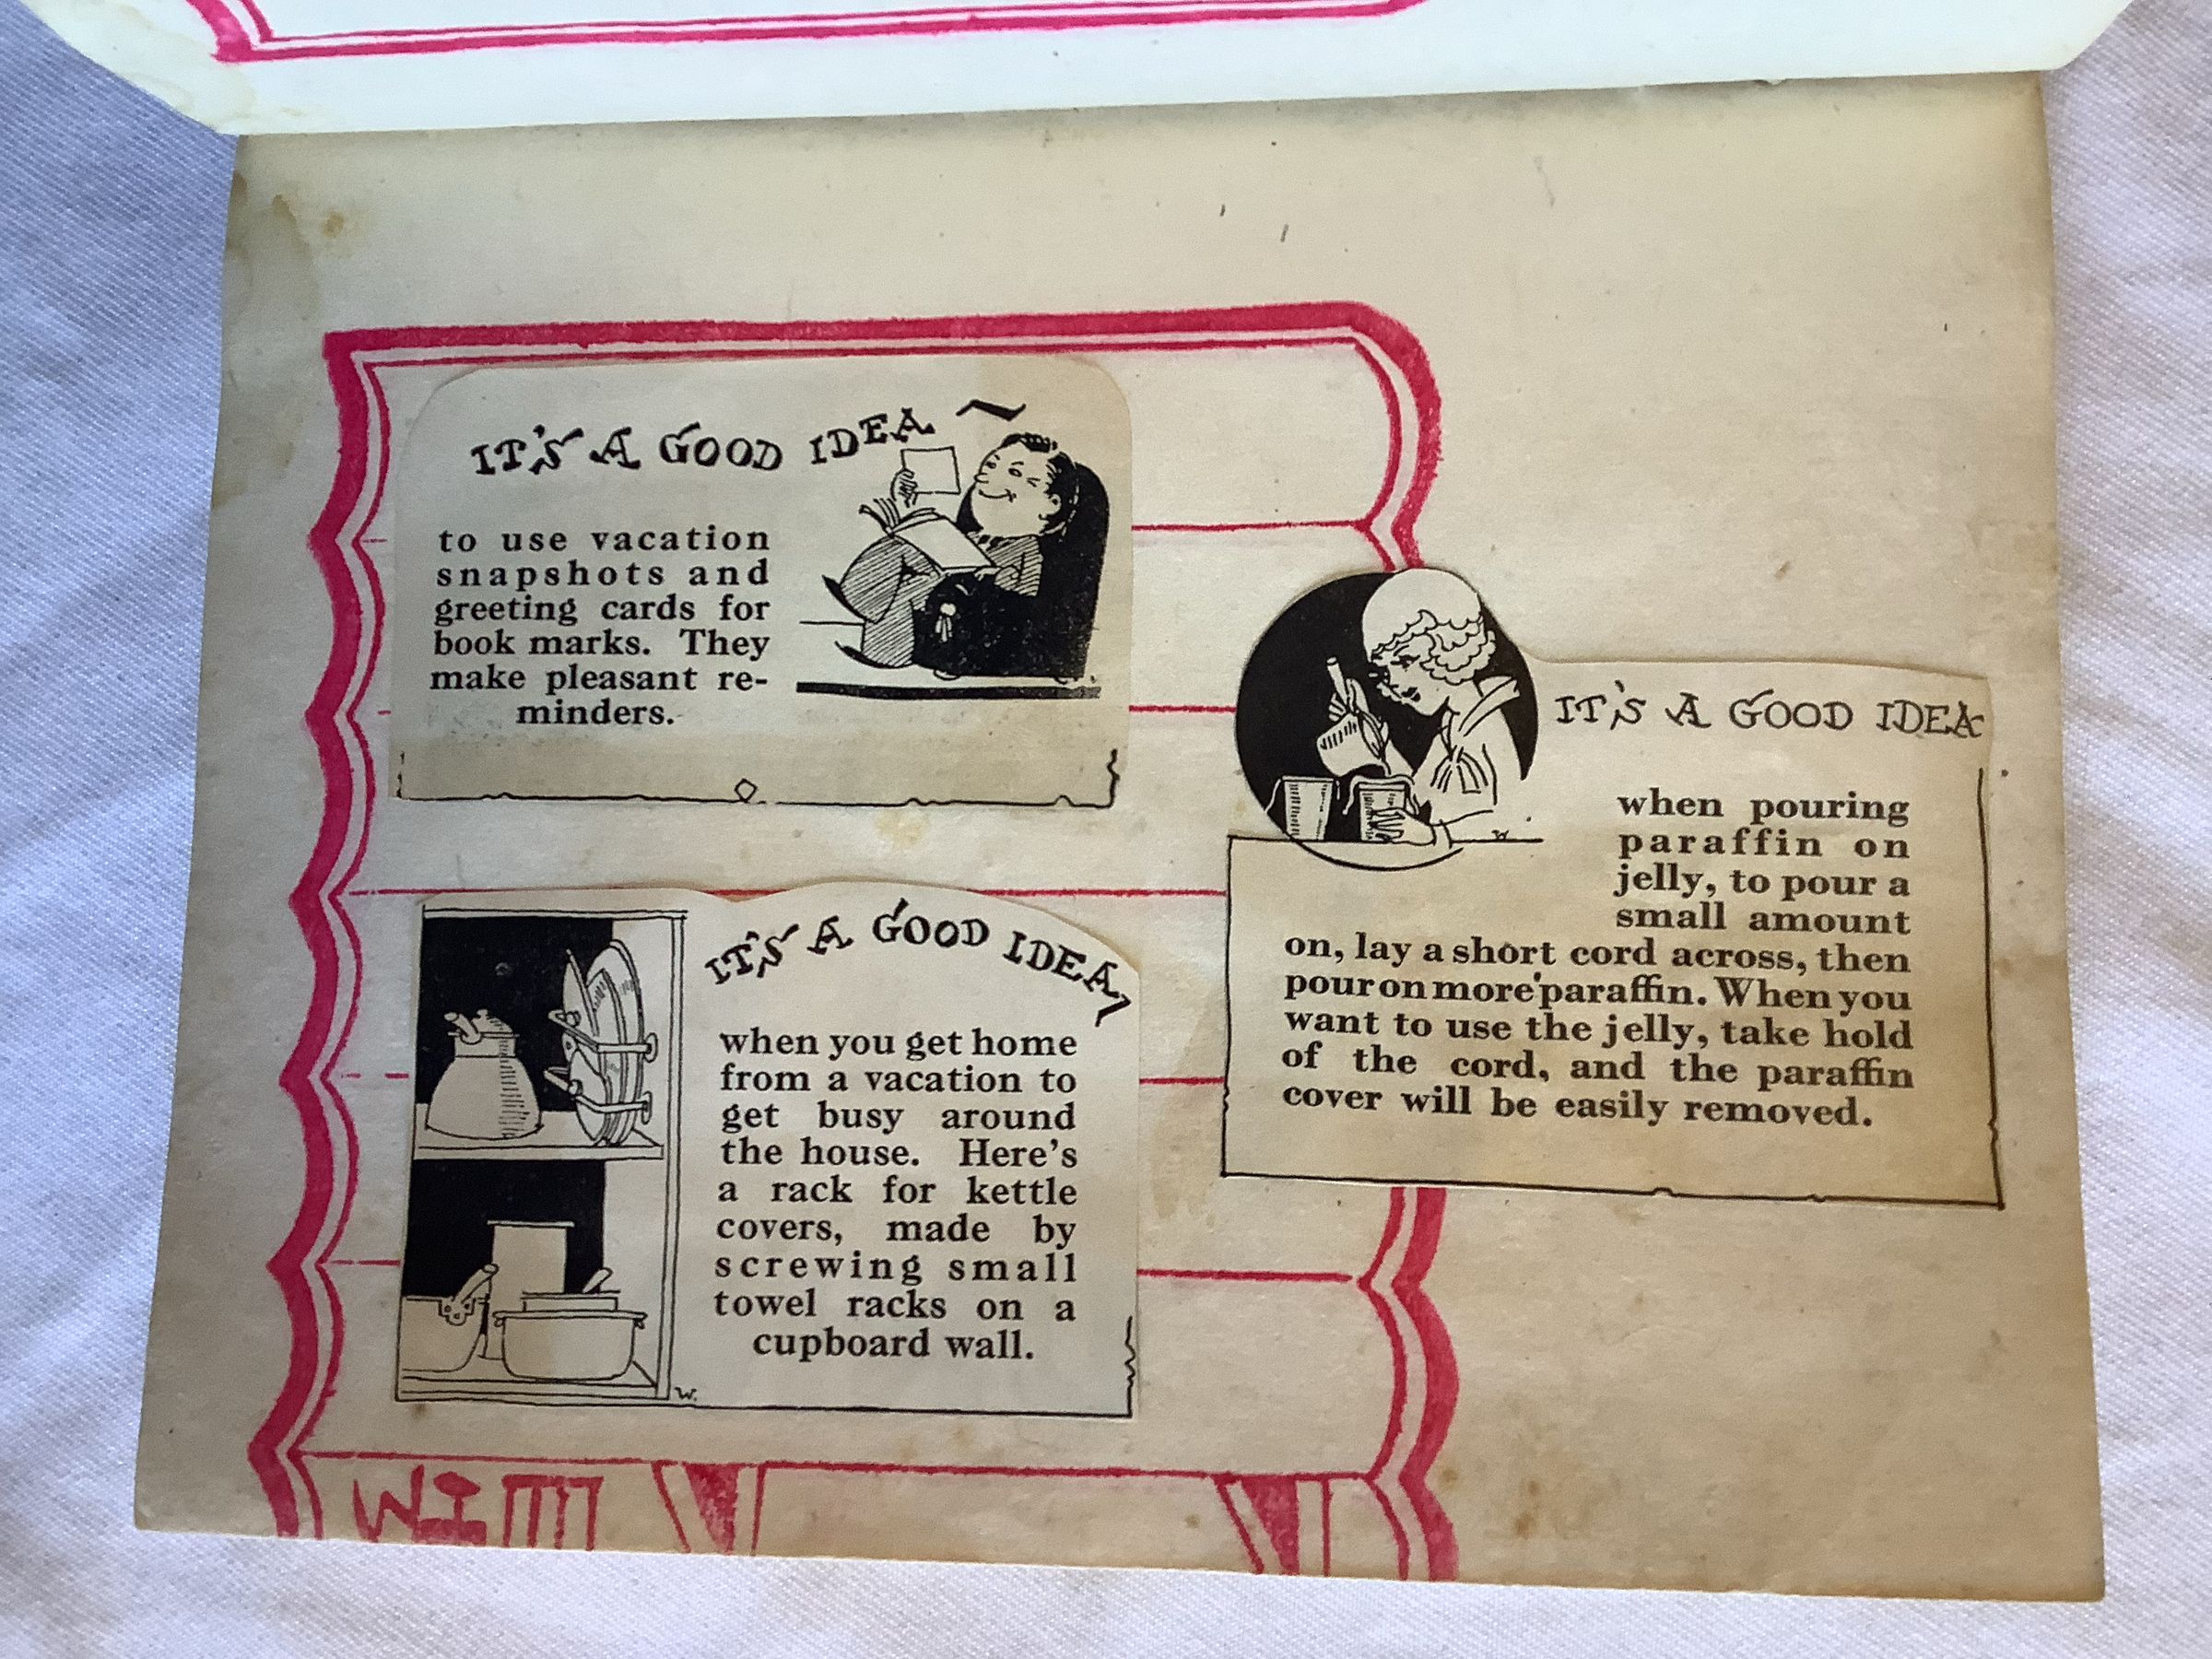 IT'S A GOOD IDEA
to use vacation
snapshots and
greeting cards for
book marks. They
make pleasant re-
minders.
IT'S A GOOD IDEA
when you get home
from a vacation to
get busy around
the house. Here's
a rack for kettle
covers, made by
screwing small
towel racks on a
cupboard wall.
W.
IT'S A GOOD IDEA
W.
when pouring
paraffin on
jelly, to pour a
small amount
on, lay a short cord across, then
pour on more paraffin. When you
want to use the jelly, take hold
of the cord, and the paraffin
cover will be easily removed.